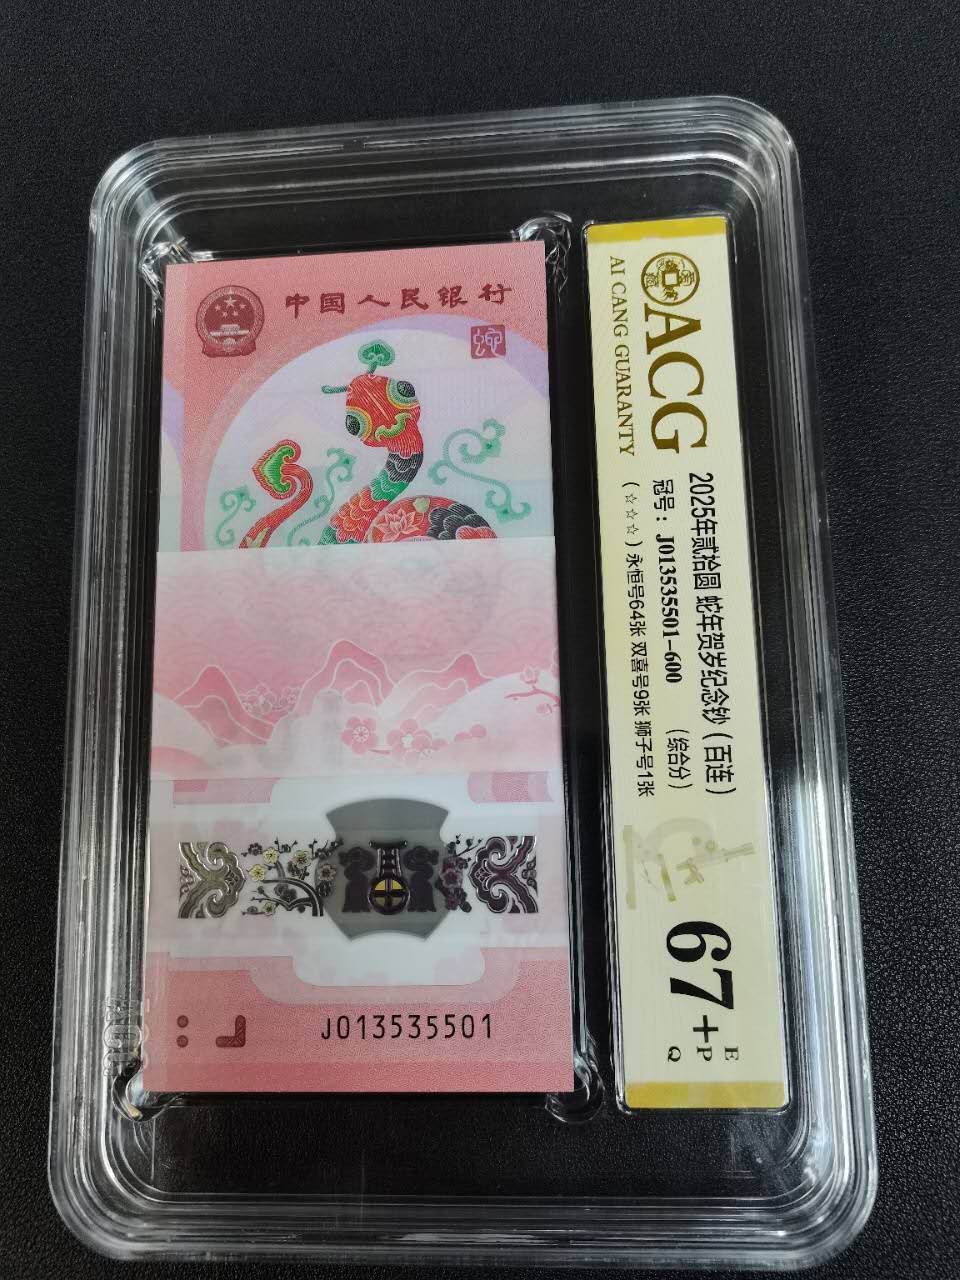 中国人民银行
蛇
J013535501
ACG
AI CANG GUARANTY
2025年贰拾圆 蛇年贺岁纪念钞（百连）
冠号：J013535501-600 （综合分）
（☆☆☆）永恒号64张 双喜号9张 狮子号1张
67+
E
P
Q